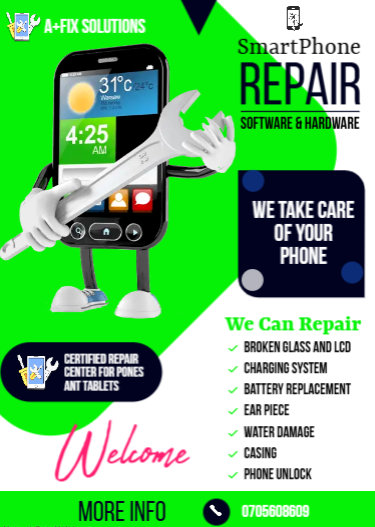 A+FIX SOLUTIONS
SmartPhone
REPAIR
SOFTWARE & HARDWARE
31°C
/24°c
4:25
AM
WE TAKE CARE
OF YOUR
PHONE
We Can Repair
BROKEN GLASS AND LCD
CHARGING SYSTEM
BATTERY REPLACEMENT
EAR PIECE
WATER DAMAGE
CASING
PHONE UNLOCK
CERTIFIED REPAIR
CENTER FOR PONES
ANT TABLETS
Welcome
MORE INFO
0705608609